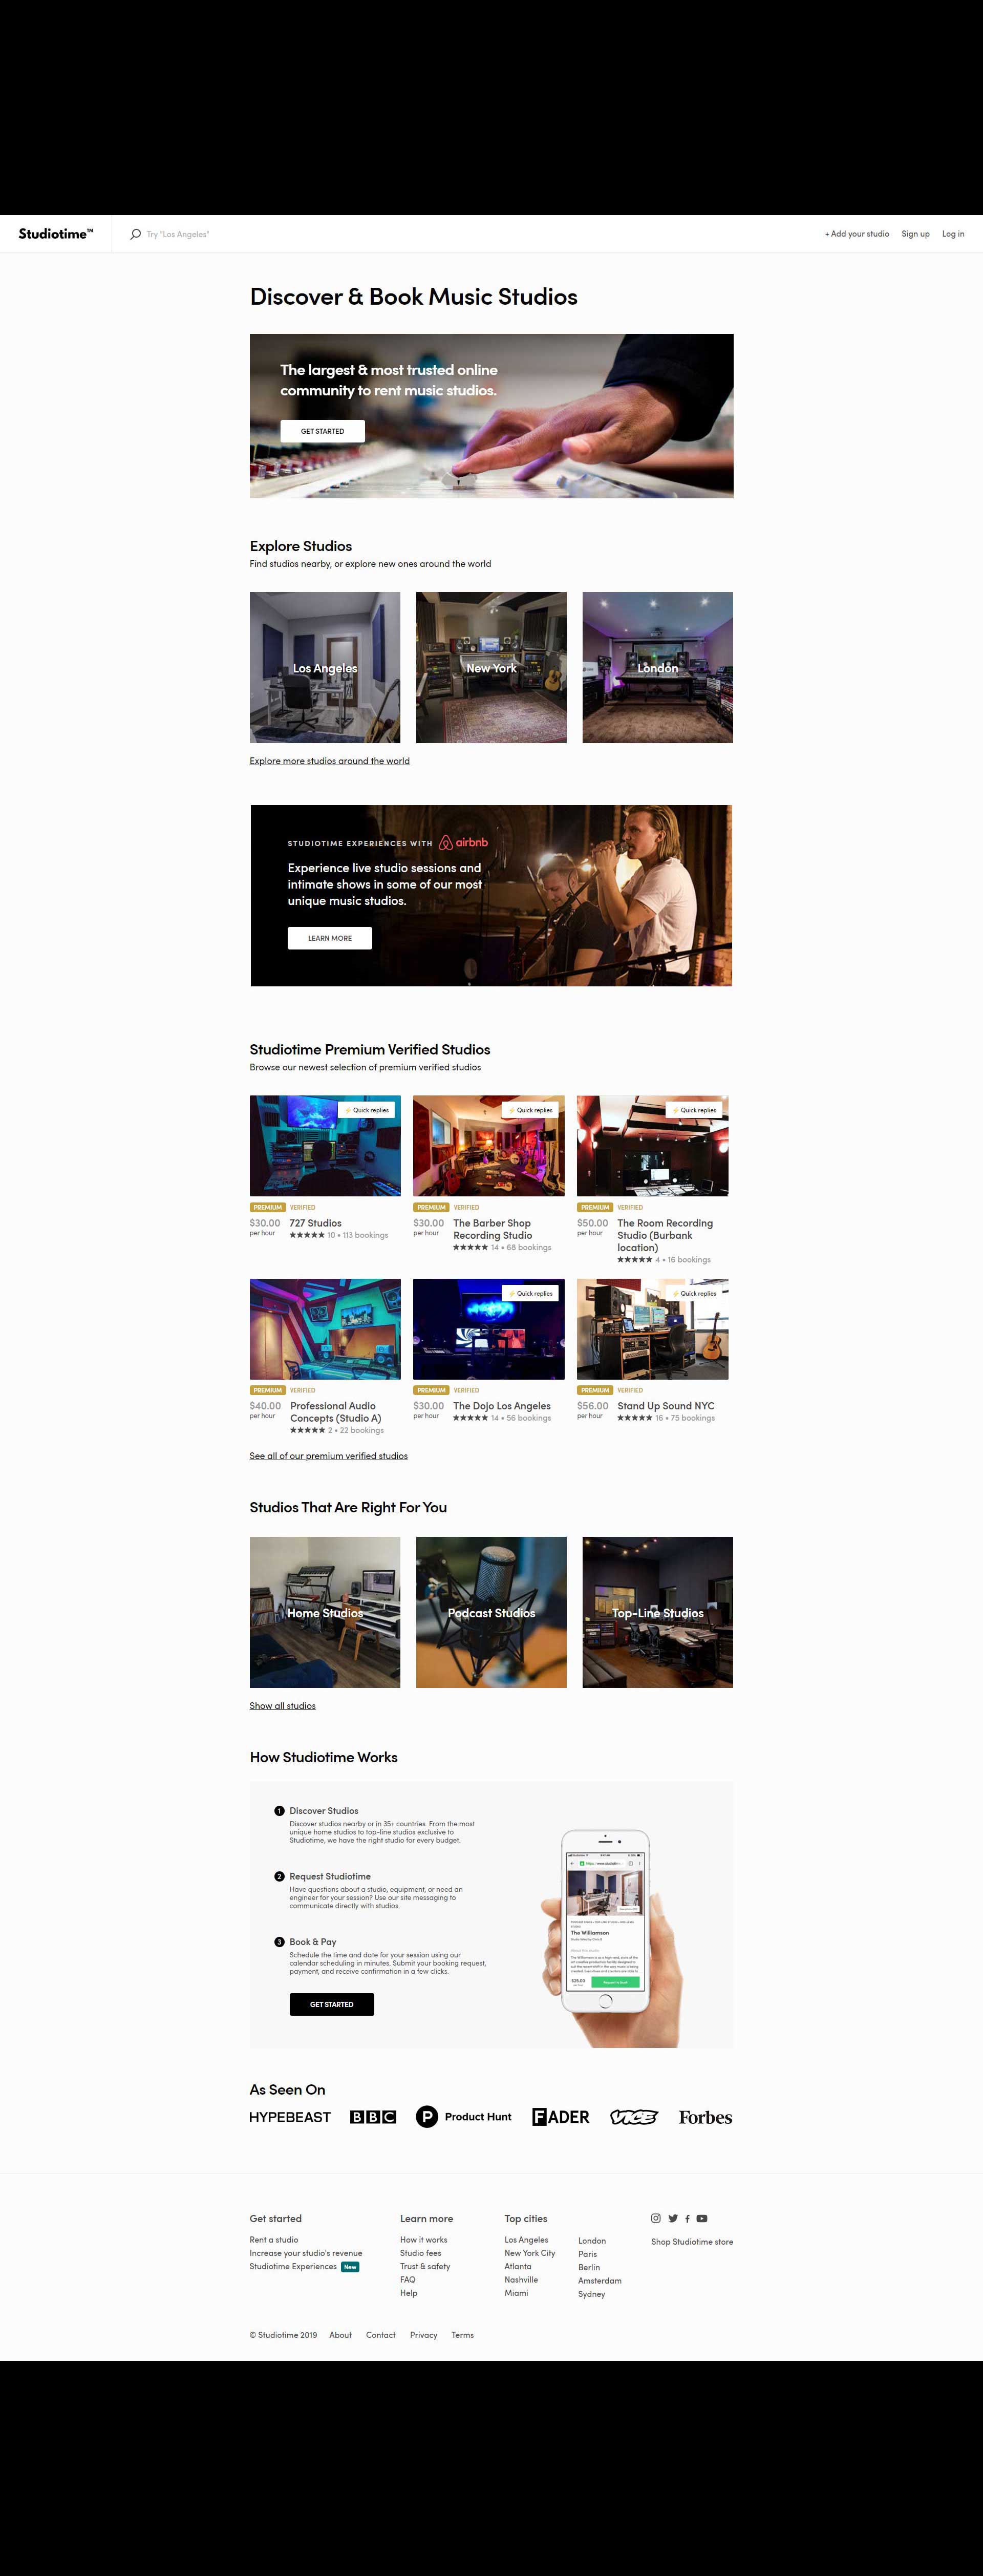 Studiotime™
Try "Los Angeles"
+ Add your studio
Sign up
Log in
Discover & Book Music Studios
The largest & most trusted online
community to rent music studios.
GET STARTED
Explore Studios
Find studios nearby, or explore new ones around the world
Los Angeles
New York
London
Explore more studios around the world
STUDIOTIME EXPERIENCES WITH airbnb
Experience live studio sessions and
intimate shows in some of our most
unique music studios.
LEARN MORE
Studiotime Premium Verified Studios
Browse our newest selection of premium verified studios
⚡ Quick replies
PREMIUM VERIFIED
$30.00
per hour
727 Studios
★★★★★ 10 • 113 bookings
⚡ Quick replies
PREMIUM VERIFIED
$30.00
per hour
The Barber Shop
Recording Studio
★★★★★ 14 • 68 bookings
⚡ Quick replies
PREMIUM VERIFIED
$50.00
per hour
The Room Recording
Studio (Burbank
location)
★★★★★ 4 • 16 bookings
PREMIUM VERIFIED
$40.00
per hour
Professional Audio
Concepts (Studio A)
★★★★★ 2 • 22 bookings
⚡ Quick replies
PREMIUM VERIFIED
$30.00
per hour
The Dojo Los Angeles
★★★★★ 14 • 56 bookings
⚡ Quick replies
PREMIUM VERIFIED
$56.00
per hour
Stand Up Sound NYC
★★★★★ 16 • 75 bookings
See all of our premium verified studios
Studios That Are Right For You
Home Studios
Podcast Studios
Top-Line Studios
Show all studios
How Studiotime Works
1 Discover Studios
Discover studios nearby or in 35+ countries. From the most
unique home studios to top-line studios exclusive to
Studiotime, we have the right studio for every budget.
2 Request Studiotime
Have questions about a studio, equipment, or need an
engineer for your session? Use our site messaging to
communicate directly with studios.
3 Book & Pay
Schedule the time and date for your session using our
calendar scheduling in minutes. Submit your booking request,
payment, and receive confirmation in a few clicks.
GET STARTED
The Williamson
About the studio
$25.00
Request to book
As Seen On
HYPEBEAST
BBC
P Product Hunt
FADER
VICE
Forbes
Get started
Rent a studio
Increase your studio's revenue
Studiotime Experiences New
Learn more
How it works
Studio fees
Trust & safety
FAQ
Help
Top cities
Los Angeles
New York City
Atlanta
Nashville
Miami
London
Paris
Berlin
Amsterdam
Sydney
Shop Studiotime store
© Studiotime 2019
About
Contact
Privacy
Terms